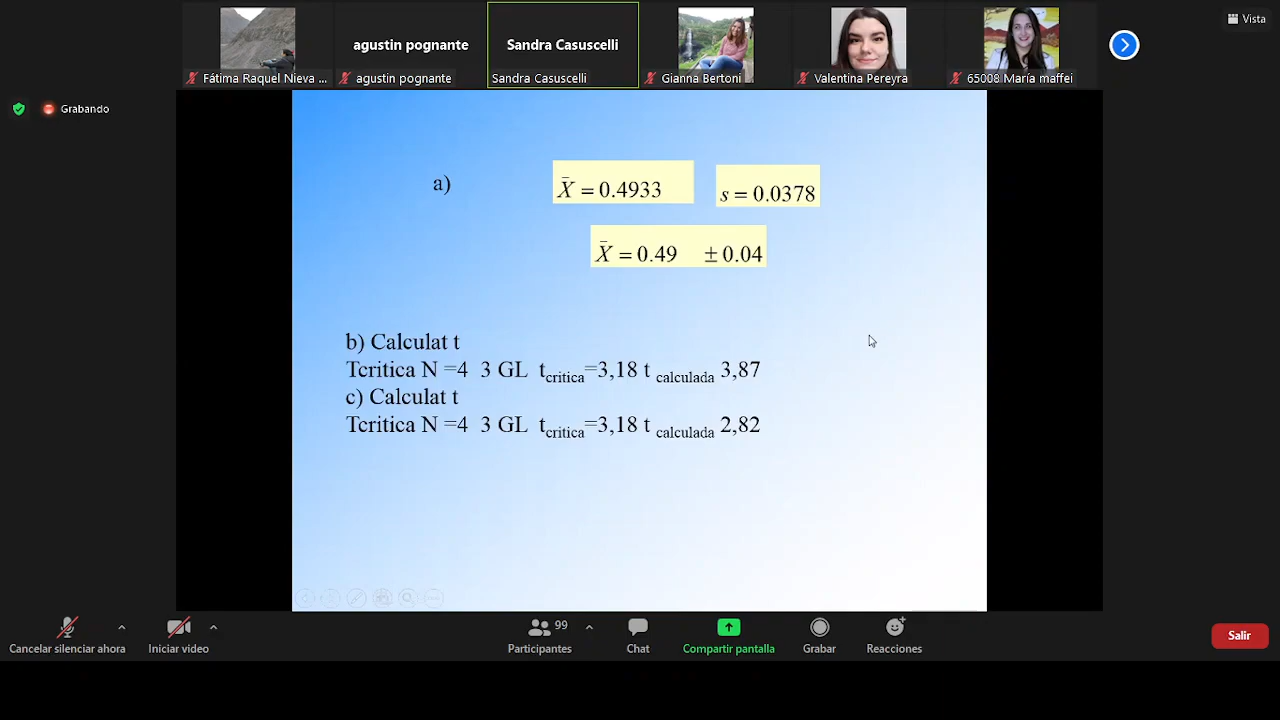 agustin pognante
Sandra Casuscelli
Fátima Raquel Nieva ...
agustin pognante
Sandra Casuscelli
Gianna Bertoni
Valentina Pereyra
65008 María maffei
Vista
Grabando
a)
X̄ = 0.4933
s = 0.0378
X̄ = 0.49 ± 0.04
b) Calculat t
Tcritica N =4 3 GL tcritica=3,18 t calculada 3,87
c) Calculat t
Tcritica N =4 3 GL tcritica=3,18 t calculada 2,82
Cancelar silenciar ahora
Iniciar video
99
Participantes
Chat
Compartir pantalla
Grabar
Reacciones
Salir